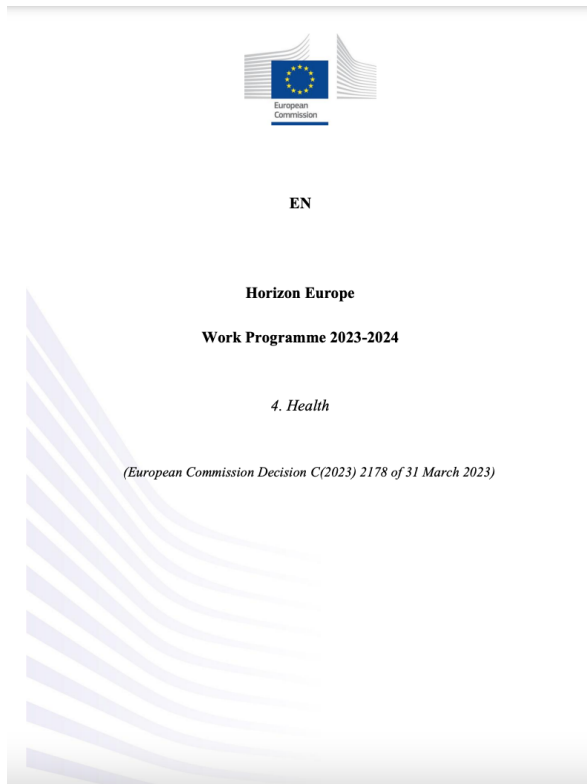 European
Commission
EN
Horizon Europe
Work Programme 2023-2024
4. Health
(European Commission Decision C(2023) 2178 of 31 March 2023)